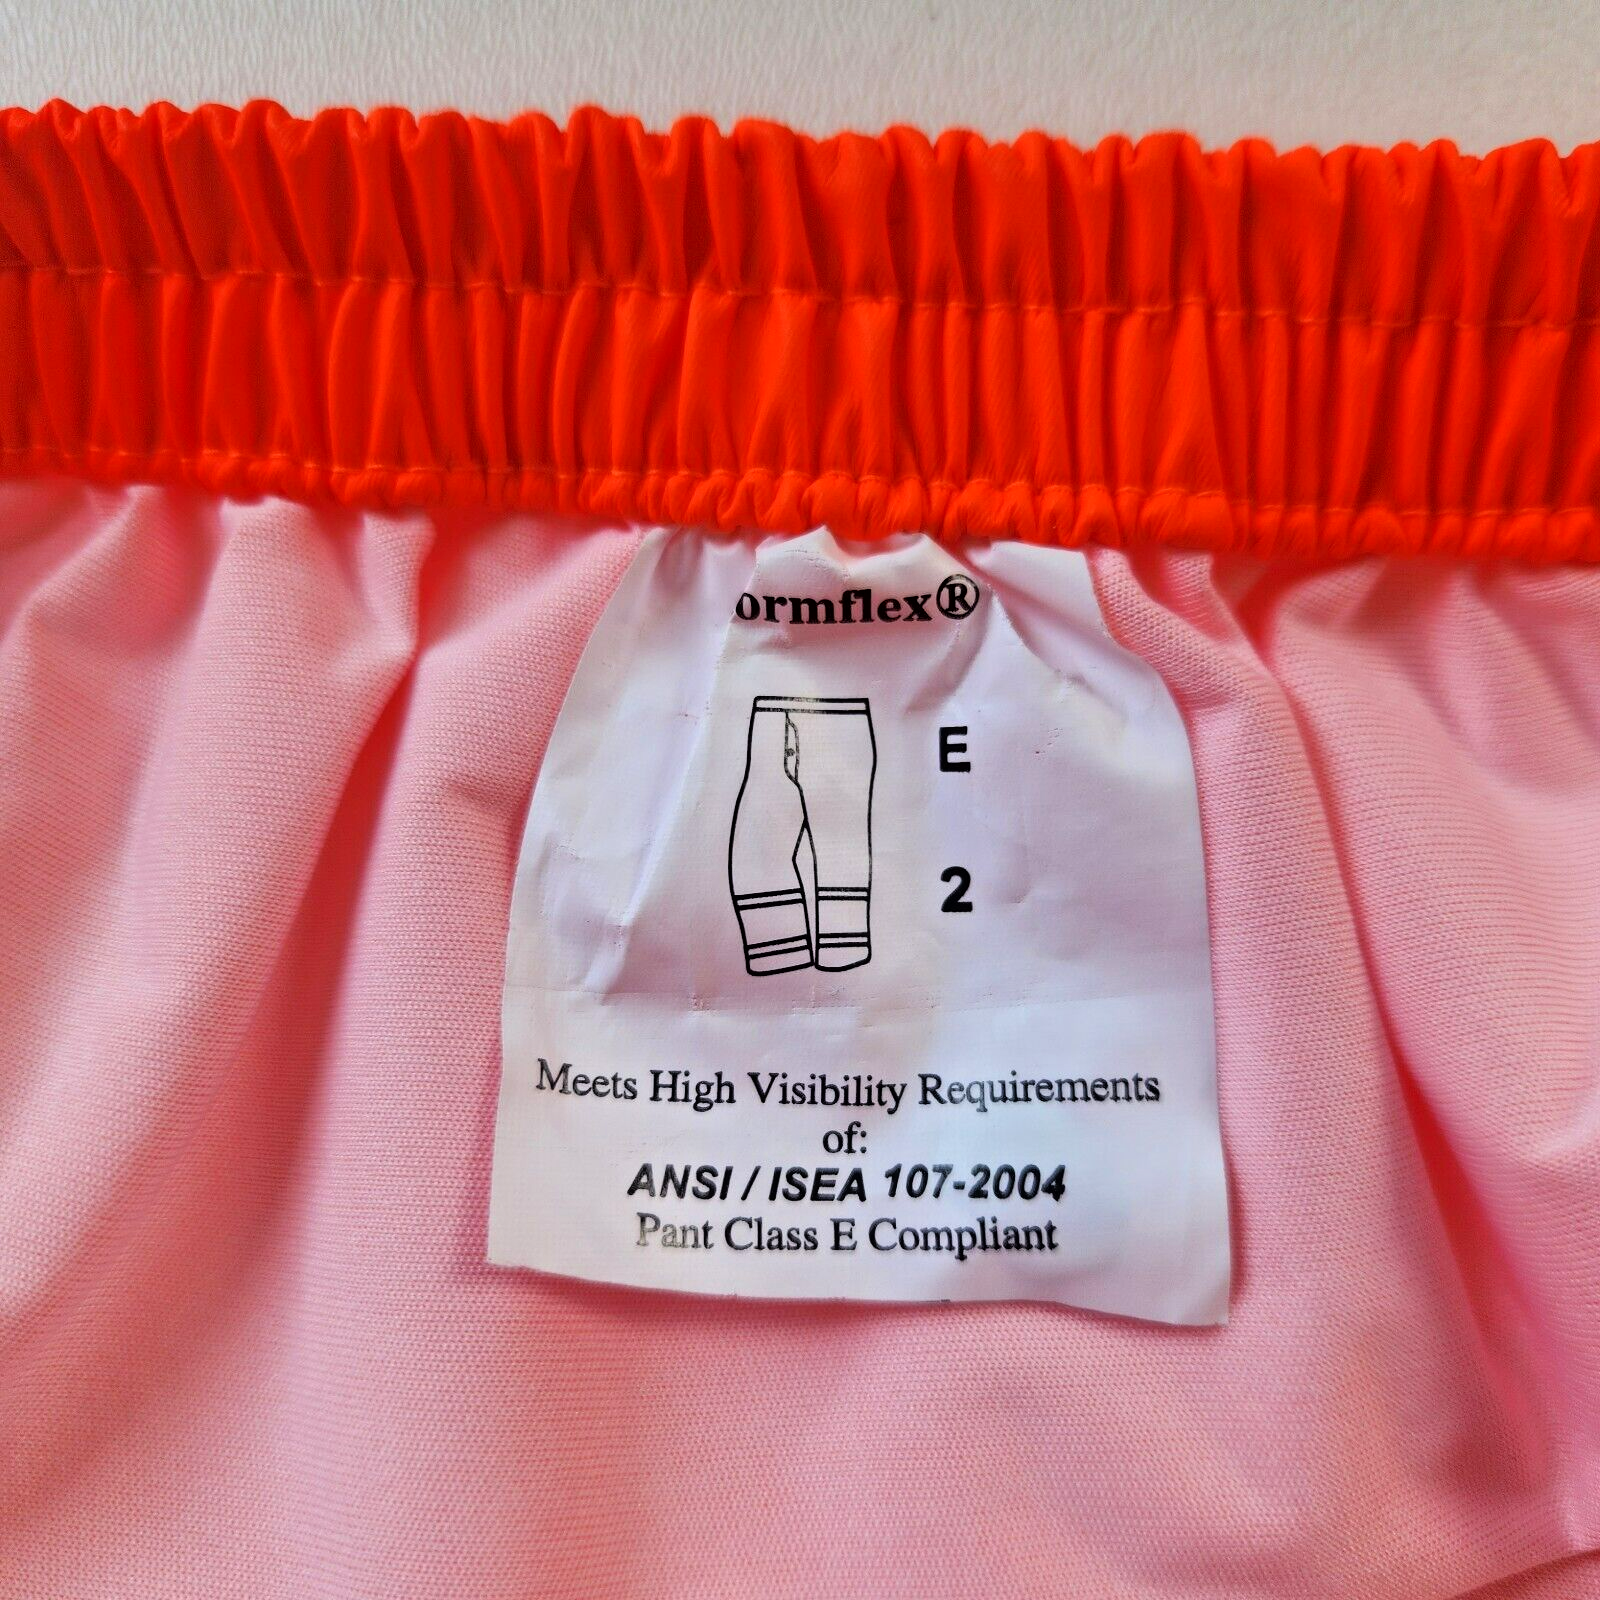 ormflex®
E
2
Meets High Visibility Requirements
of:
ANSI / ISEA 107-2004
Pant Class E Compliant